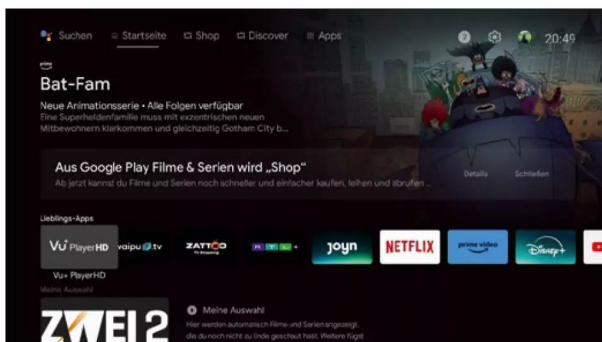 Suchen Startseite Shop Discover Apps 2 20:49
prime
Bat-Fam
Neue Animationsserie • Alle Folgen verfügbar
Eine Superheldenfamilie muss mit exzentrischen neuen
Mitbewohnern klarkommen und gleichzeitig Gotham City b...
Aus Google Play Filme & Serien wird „Shop“
Ab jetzt kannst du Filme und Serien noch schneller und einfacher kaufen, leihen und abrufen ...
Details Schließen
Lieblings-Apps
Vu+ PlayerHD waipu.tv ZATTOO TV Streaming joyn NETFLIX prime video Disney+
Vu+ PlayerHD
Meine Auswahl
ZWEI 2
Meine Auswahl
Hier werden automatisch Filme und Serien angezeigt,
die du noch nicht zu Ende geschaut hast. Weitere fügst